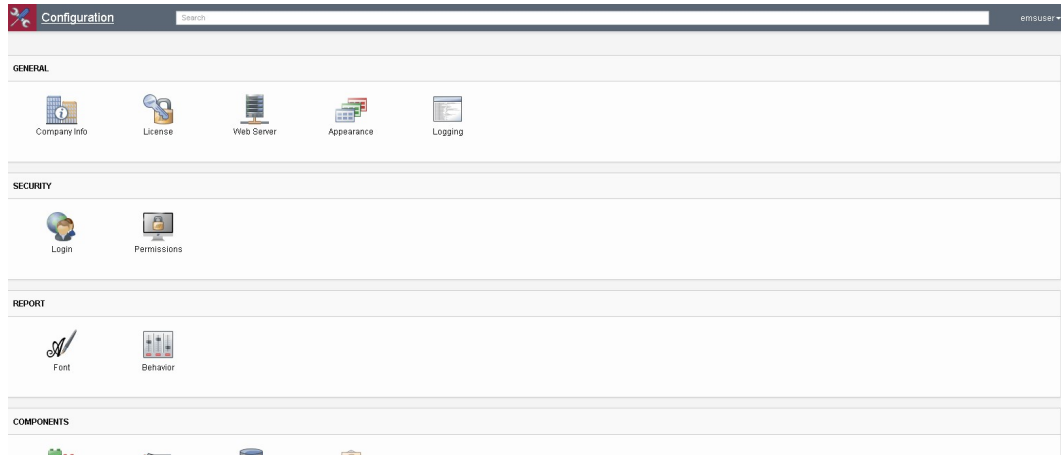 Configuration Search emsuser
GENERAL
Company Info License Web Server Appearance Logging
SECURITY
Login Permissions
REPORT
Font Behavior
COMPONENTS